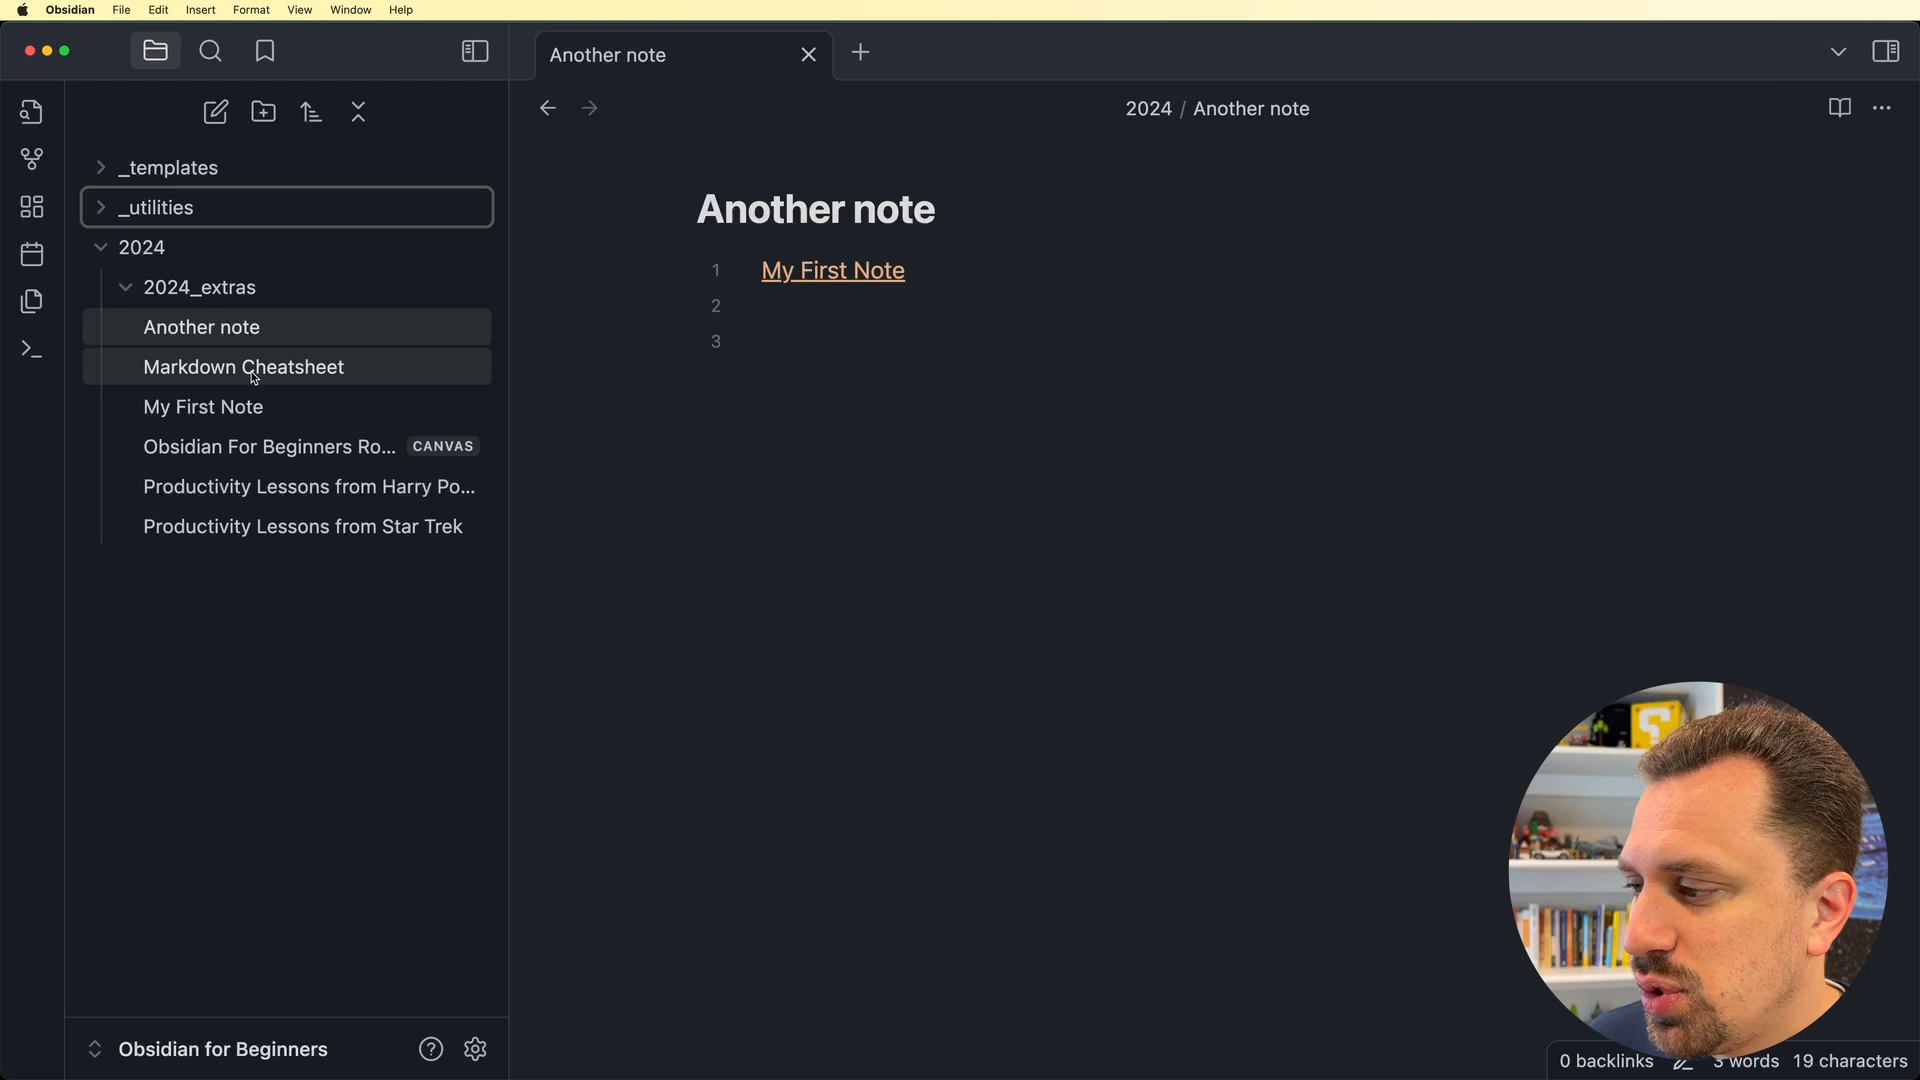 Obsidian File Edit Insert Format View Window Help
Another note
2024 / Another note
_templates
_utilities
2024
2024_extras
Another note
Markdown Cheatsheet
My First Note
Obsidian For Beginners Ro... CANVAS
Productivity Lessons from Harry Po...
Productivity Lessons from Star Trek
Another note
1 My First Note
2
3
Obsidian for Beginners
0 backlinks 3 words 19 characters